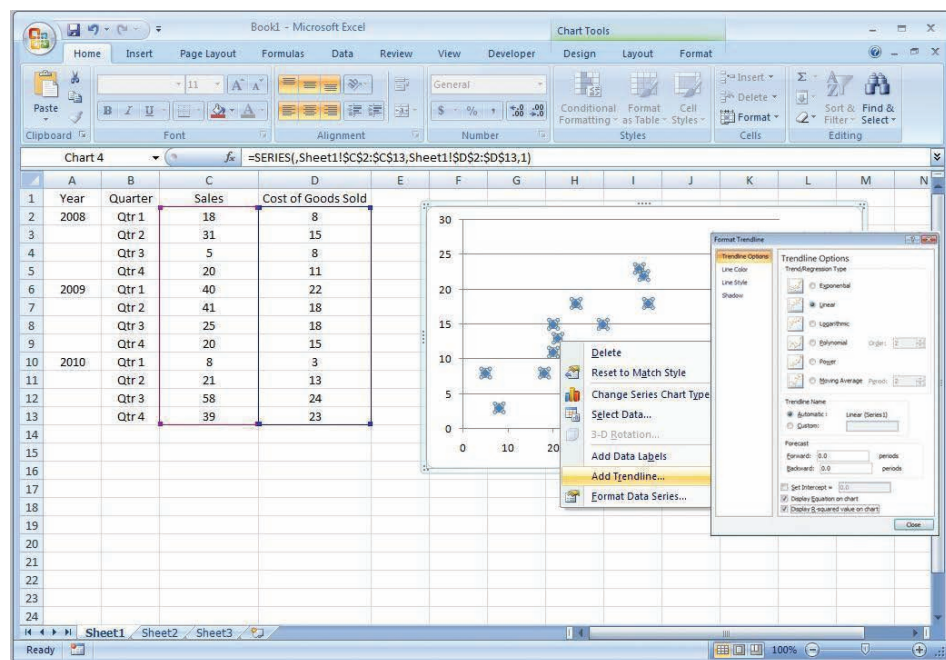 Book1 - Microsoft Excel
Chart Tools
Home Insert Page Layout Formulas Data Review View Developer Design Layout Format
Paste
B I U
11
A A
General
$ % ,
Conditional Formatting
Format as Table
Cell Styles
Insert
Delete
Format
Sort & Filter
Find & Select
Clipboard Font Alignment Number Styles Cells Editing
Chart 4 fx =SERIES(,Sheet1!$C$2:$C$13,Sheet1!$D$2:$D$13,1)
A B C D E F G H I J K L M N
1 Year Quarter Sales Cost of Goods Sold
2 2008 Qtr 1 18 8
3 Qtr 2 31 15
4 Qtr 3 5 8
5 Qtr 4 20 11
6 2009 Qtr 1 40 22
7 Qtr 2 41 18
8 Qtr 3 25 18
9 Qtr 4 20 15
10 2010 Qtr 1 8 3
11 Qtr 2 21 13
12 Qtr 3 58 24
13 Qtr 4 39 23
14
15
16
17
18
19
20
21
22
23
24
30
25
20
15
10
5
0
0 10 20
Delete
Reset to Match Style
Change Series Chart Type
Select Data...
3-D Rotation...
Add Data Labels
Add Trendline...
Format Data Series...
Format Trendline
Trendline Options
Line Color
Line Style
Shadow
Trendline Options
Trend/Regression Type
Exponential
Linear
Logarithmic
Polynomial Order: 2
Power
Moving Average Period: 2
Trendline Name
Automatic : Linear (Series1)
Custom:
Forecast
Forward: 0.0 periods
Backward: 0.0 periods
Set Intercept = 0.0
Display Equation on chart
Display R-squared value on chart
Close
Sheet1 Sheet2 Sheet3
Ready 100%